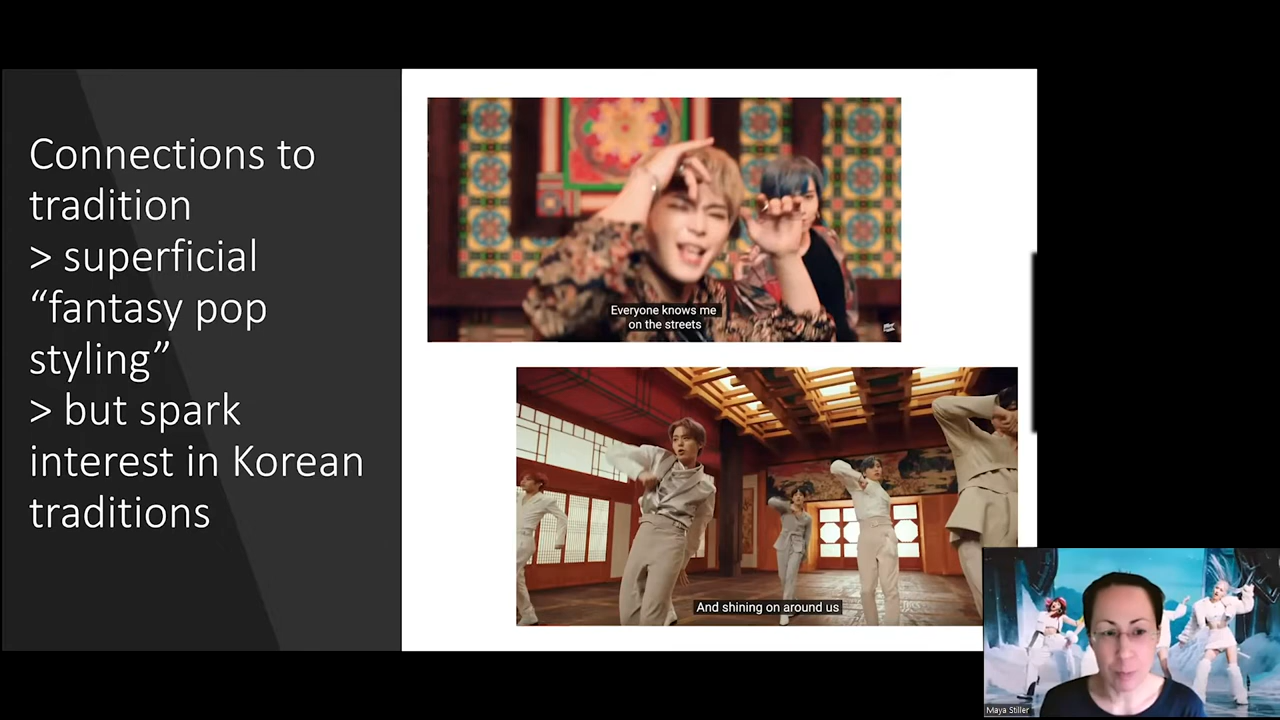 Connections to
tradition
> superficial
“fantasy pop
styling”
> but spark
interest in Korean
traditions
Everyone knows me
on the streets
And shining on around us
Maya Stiller